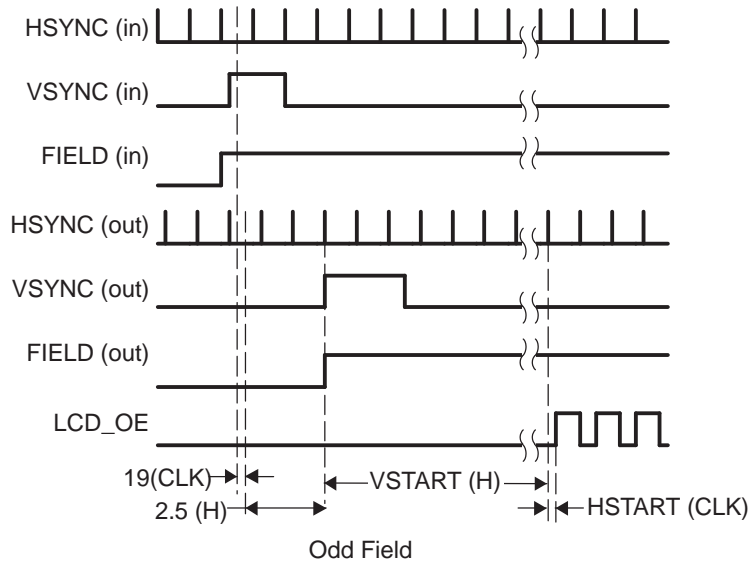 HSYNC (in)
VSYNC (in)
FIELD (in)
HSYNC (out)
VSYNC (out)
FIELD (out)
LCD_OE
19(CLK)
VSTART (H)
2.5 (H)
HSTART (CLK)
Odd Field